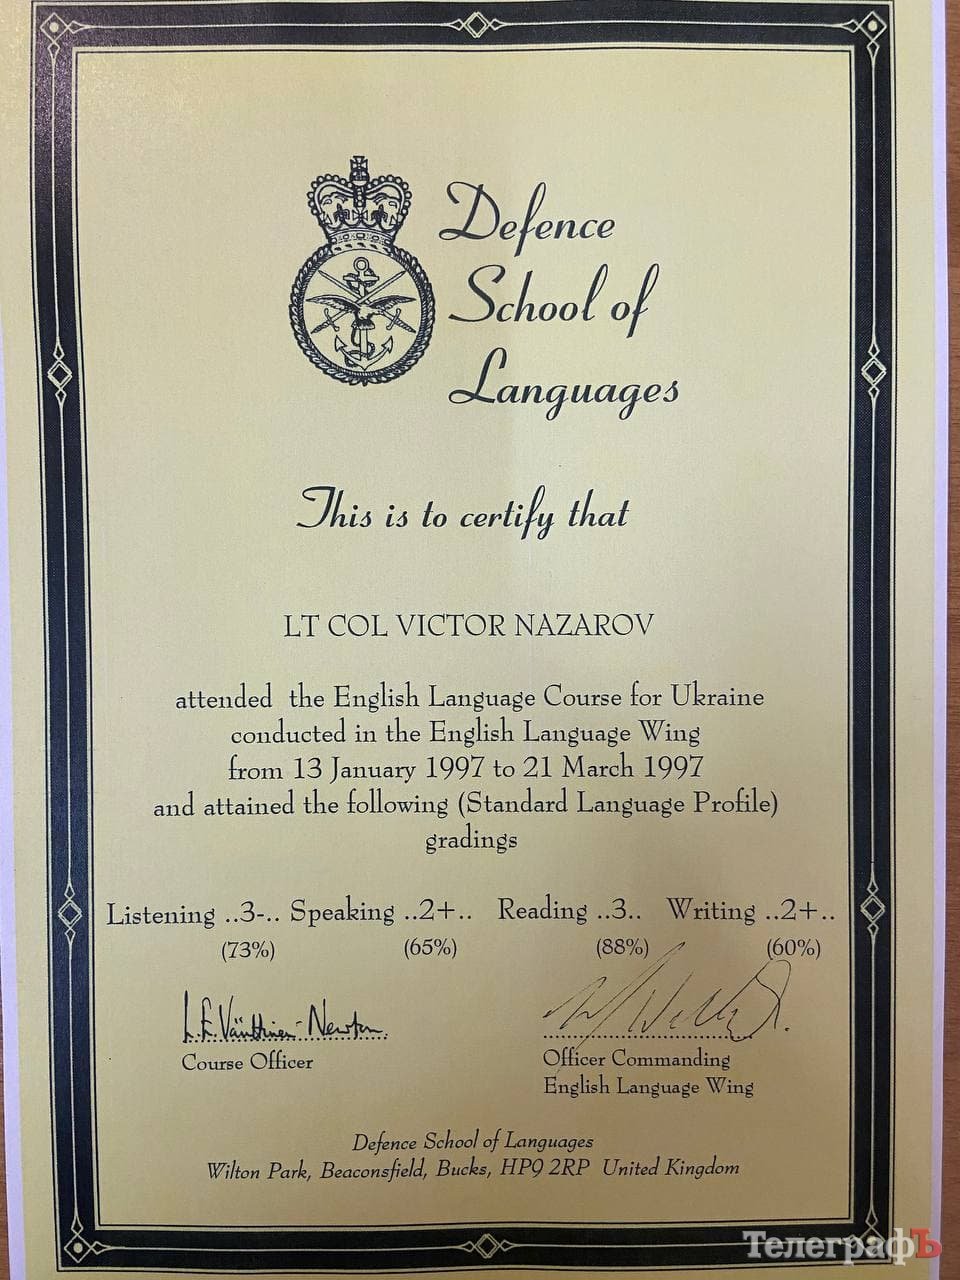 Defence
School of
Languages
This is to certify that
LT COL VICTOR NAZAROV
attended the English Language Course for Ukraine
conducted in the English Language Wing
from 13 January 1997 to 21 March 1997
and attained the following (Standard Language Profile)
gradings
Listening ..3-.. Speaking ..2+.. Reading ..3.. Writing ..2+..
(73%) (65%) (88%) (60%)
L.E. Vänttinen-Newton
Course Officer
Officer Commanding
English Language Wing
Defence School of Languages
Wilton Park, Beaconsfield, Bucks, HP9 2RP United Kingdom
ТелеграфЪ